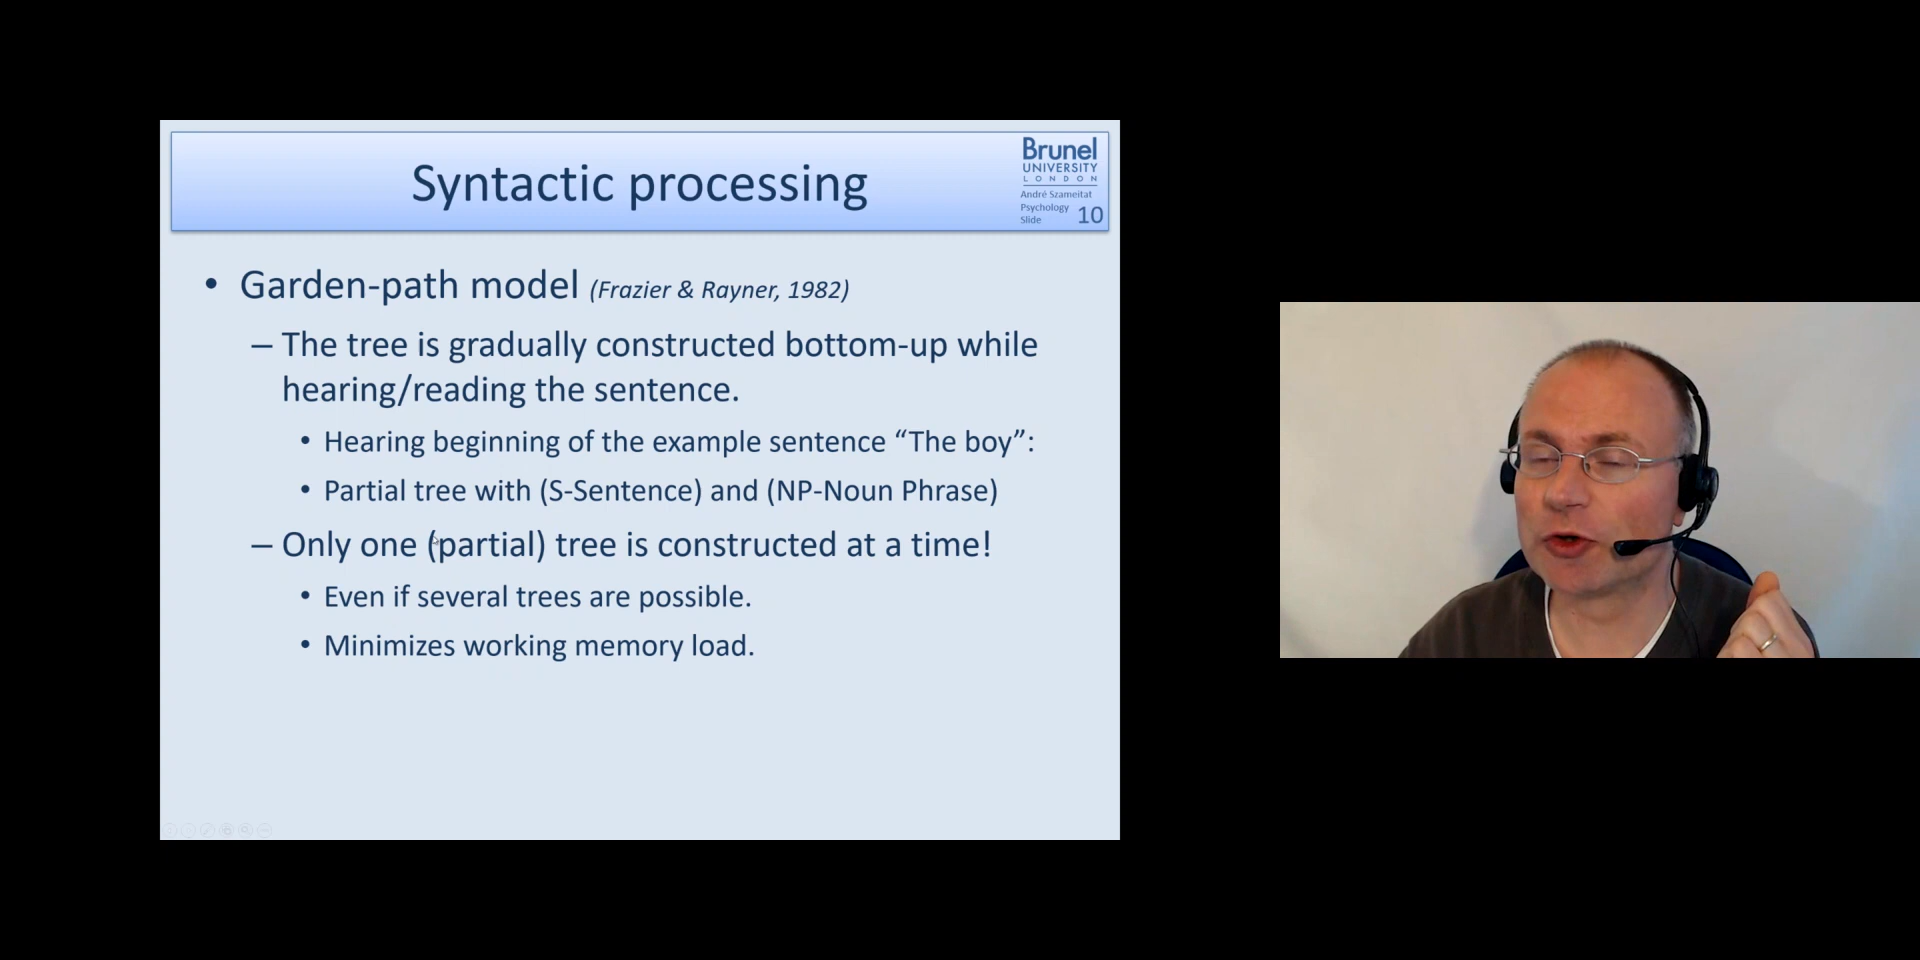 Syntactic processing
Brunel
UNIVERSITY
LONDON
André Szameitat
Psychology
Slide 10
• Garden-path model (Frazier & Rayner, 1982)
– The tree is gradually constructed bottom-up while
hearing/reading the sentence.
• Hearing beginning of the example sentence “The boy”:
• Partial tree with (S-Sentence) and (NP-Noun Phrase)
– Only one (partial) tree is constructed at a time!
• Even if several trees are possible.
• Minimizes working memory load.